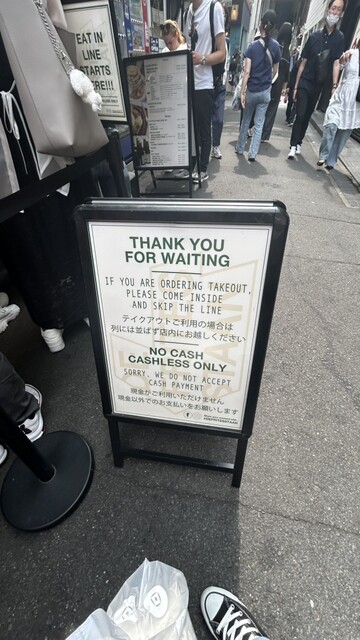 EAT IN
LINE
STARTS
HERE!!!
THANK YOU
FOR WAITING
IF YOU ARE ORDERING TAKEOUT,
PLEASE COME INSIDE
AND SKIP THE LINE
テイクアウトご利用の場合は
列には並ばず店内にお越しください
NO CASH
CASHLESS ONLY
SORRY, WE DO NOT ACCEPT
CASH PAYMENT
現金がご利用いただけません
現金以外でのお支払いをお願いします